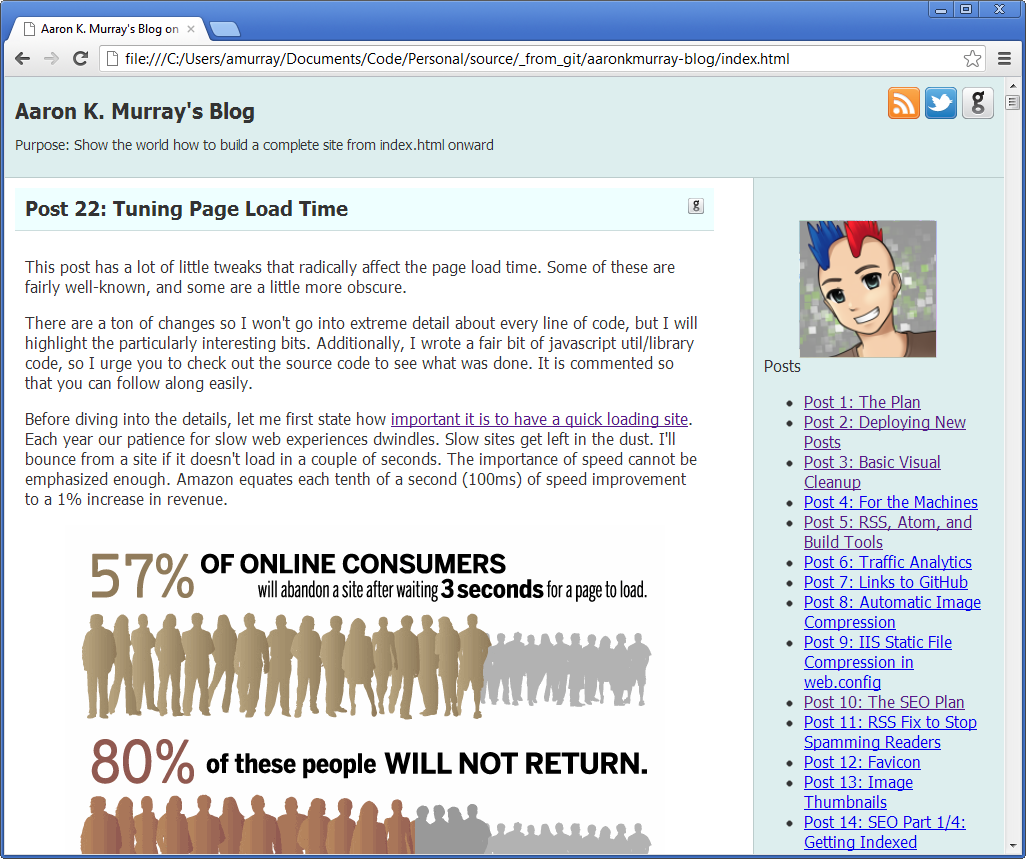 Aaron K. Murray's Blog on
file:///C:/Users/amurray/Documents/Code/Personal/source/_from_git/aaronkmurray-blog/index.html
Aaron K. Murray's Blog
Purpose: Show the world how to build a complete site from index.html onward
g
Post 22: Tuning Page Load Time
g
This post has a lot of little tweaks that radically affect the page load time. Some of these are
fairly well-known, and some are a little more obscure.
There are a ton of changes so I won't go into extreme detail about every line of code, but I will
highlight the particularly interesting bits. Additionally, I wrote a fair bit of javascript util/library
code, so I urge you to check out the source code to see what was done. It is commented so
that you can follow along easily.
Before diving into the details, let me first state how important it is to have a quick loading site.
Each year our patience for slow web experiences dwindles. Slow sites get left in the dust. I'll
bounce from a site if it doesn't load in a couple of seconds. The importance of speed cannot be
emphasized enough. Amazon equates each tenth of a second (100ms) of speed improvement
to a 1% increase in revenue.
57% OF ONLINE CONSUMERS
will abandon a site after waiting 3 seconds for a page to load.
80% of these people WILL NOT RETURN.
Posts
Post 1: The Plan
Post 2: Deploying New
Posts
Post 3: Basic Visual
Cleanup
Post 4: For the Machines
Post 5: RSS, Atom, and
Build Tools
Post 6: Traffic Analytics
Post 7: Links to GitHub
Post 8: Automatic Image
Compression
Post 9: IIS Static File
Compression in
web.config
Post 10: The SEO Plan
Post 11: RSS Fix to Stop
Spamming Readers
Post 12: Favicon
Post 13: Image
Thumbnails
Post 14: SEO Part 1/4:
Getting Indexed